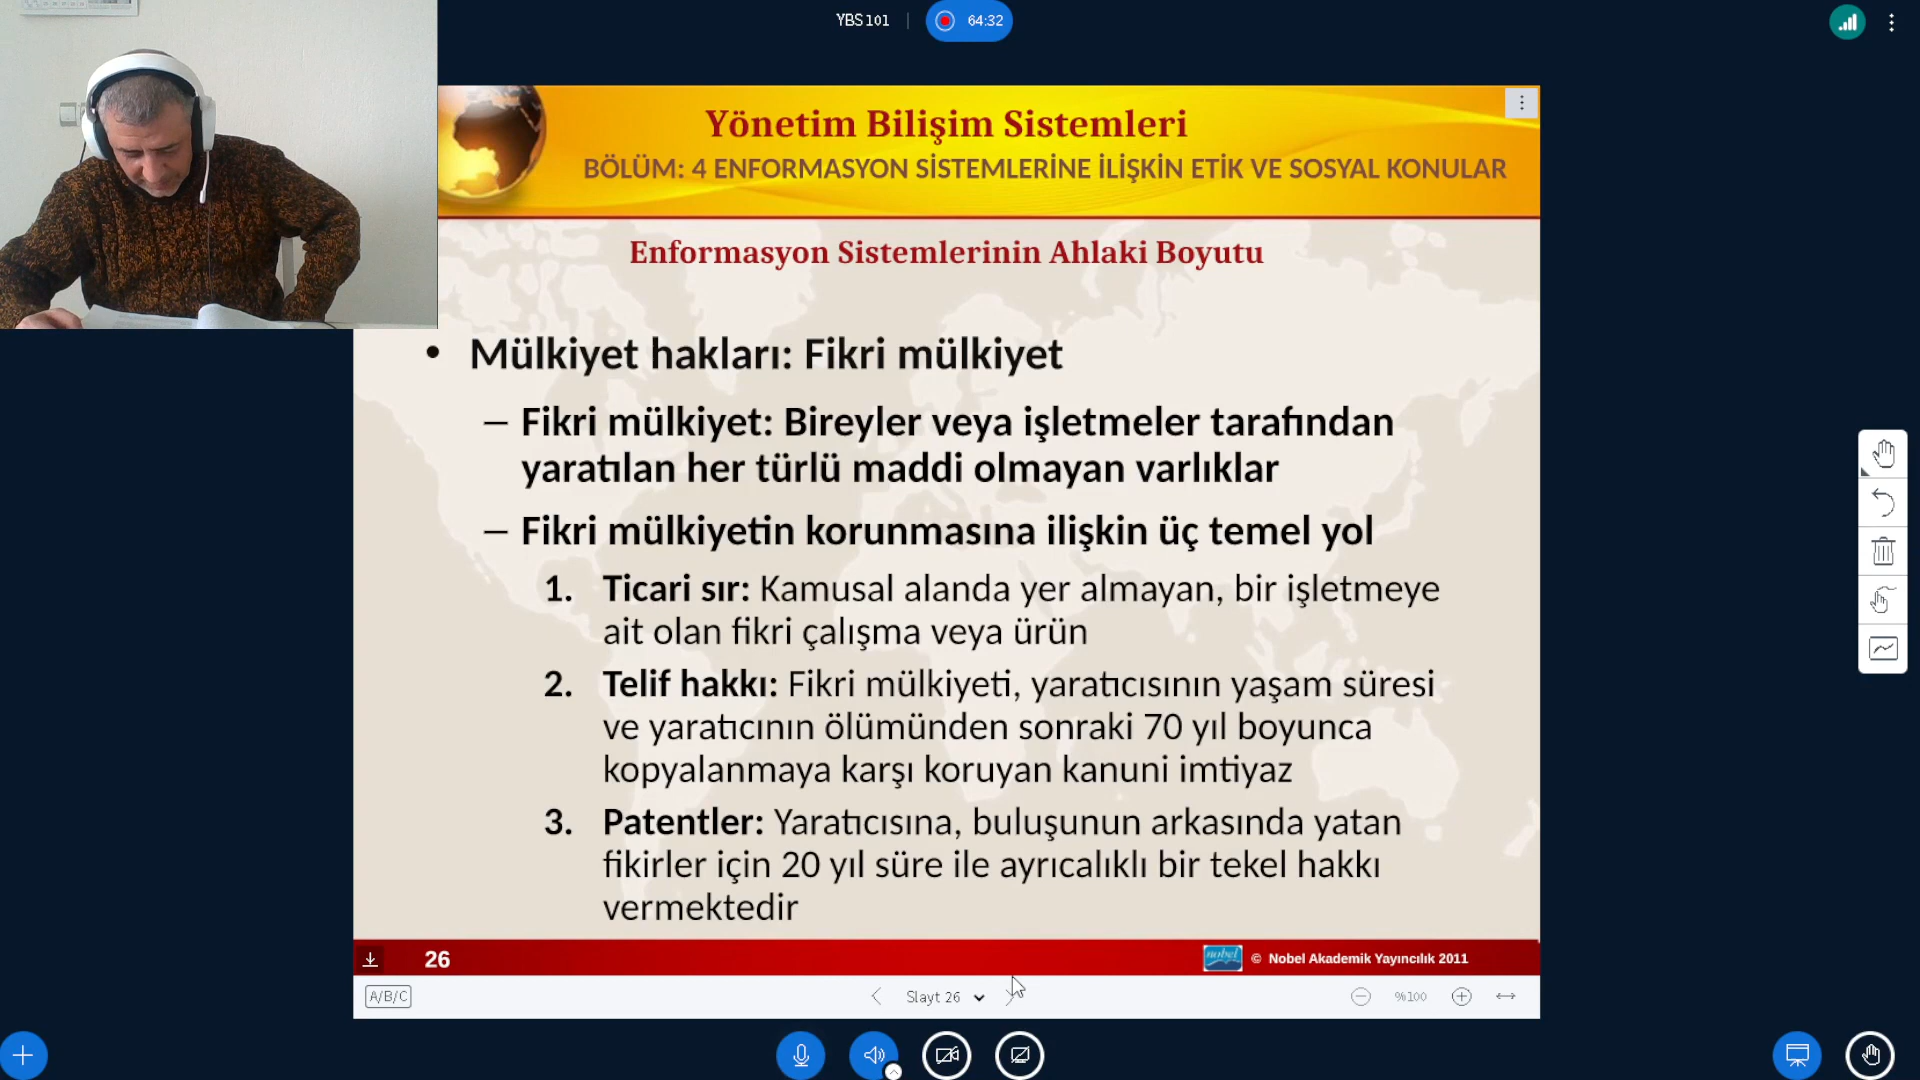 YBS 101
64:32
Yönetim Bilişim Sistemleri
BÖLÜM: 4 ENFORMASYON SİSTEMLERİNE İLİŞKİN ETİK VE SOSYAL KONULAR
Enformasyon Sistemlerinin Ahlaki Boyutu
• Mülkiyet hakları: Fikri mülkiyet
– Fikri mülkiyet: Bireyler veya işletmeler tarafından
yaratılan her türlü maddi olmayan varlıklar
– Fikri mülkiyetin korunmasına ilişkin üç temel yol
1. Ticari sır: Kamusal alanda yer almayan, bir işletmeye
ait olan fikri çalışma veya ürün
2. Telif hakkı: Fikri mülkiyeti, yaratıcısının yaşam süresi
ve yaratıcının ölümünden sonraki 70 yıl boyunca
kopyalanmaya karşı koruyan kanuni imtiyaz
3. Patentler: Yaratıcısına, buluşunun arkasında yatan
fikirler için 20 yıl süre ile ayrıcalıklı bir tekel hakkı
vermektedir
26
nobel
© Nobel Akademik Yayıncılık 2011
A/B/C
Slayt 26
%100